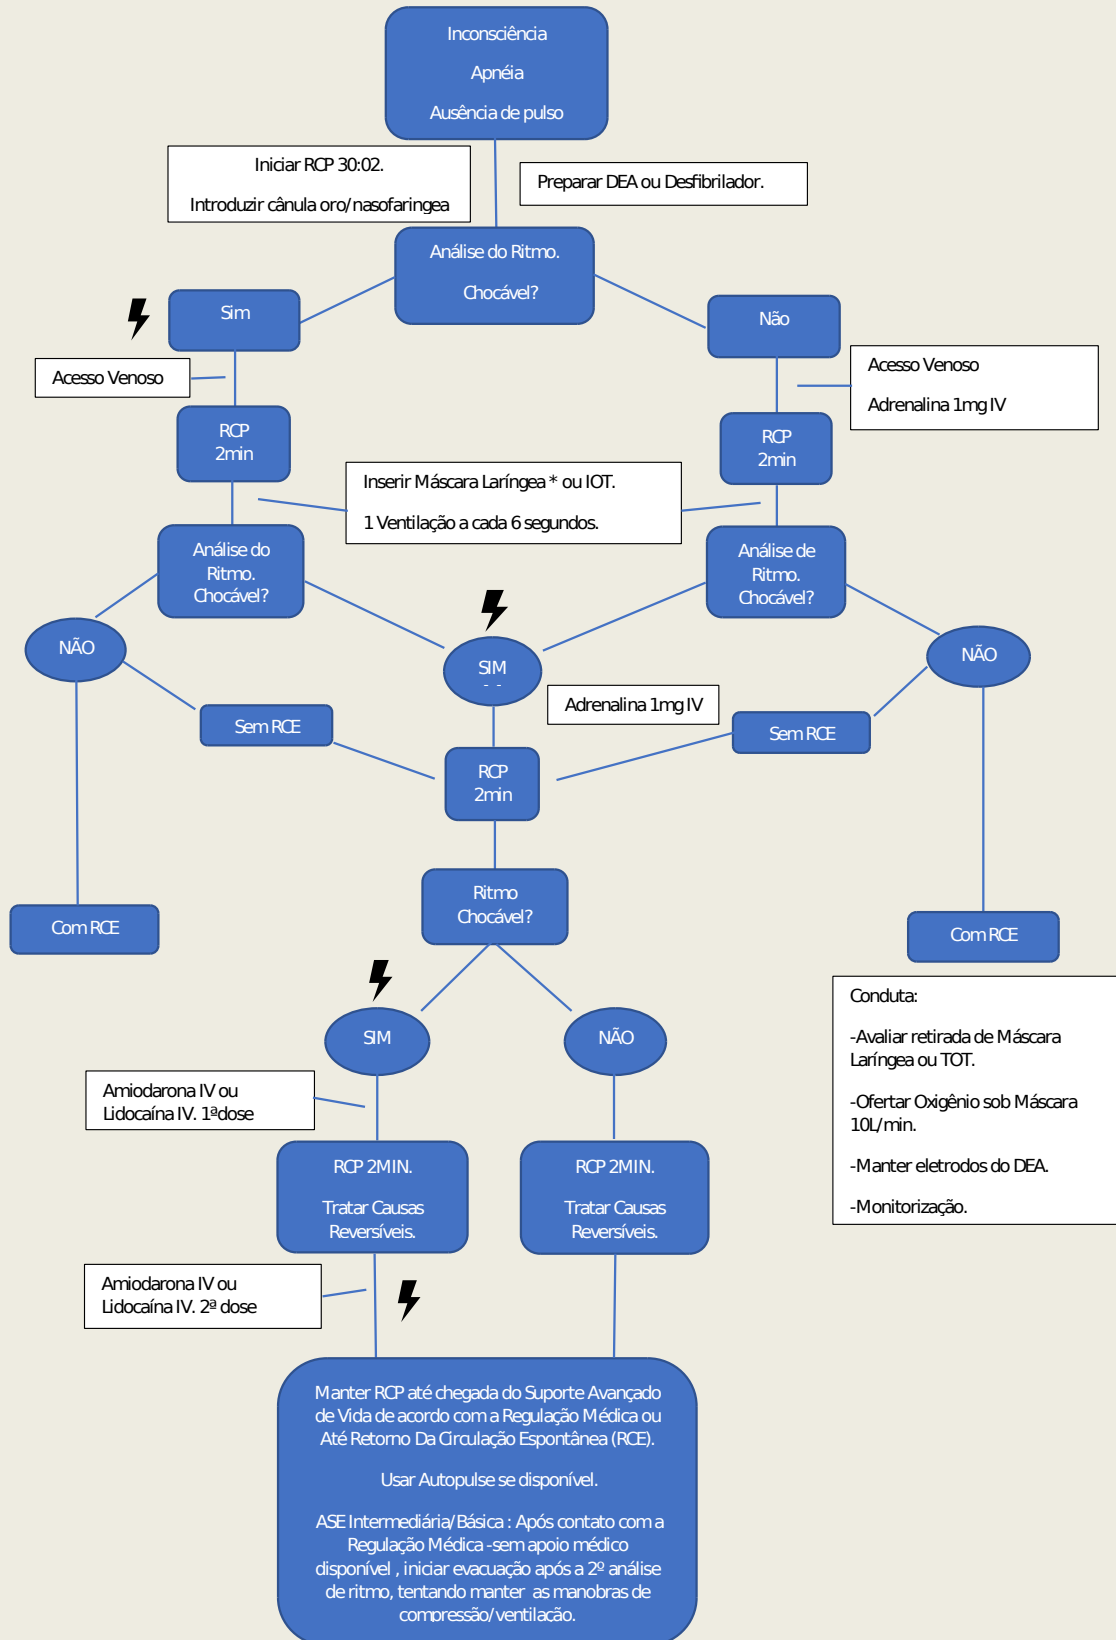 Inconsciência
Apnéia
Ausência de pulso
Iniciar RCP 30:02.
Introduzir cânula oro/nasofaringea
Preparar DEA ou Desfibrilador.
Análise do Ritmo.
Chocável?
Sim
Não
Acesso Venoso
Acesso Venoso
Adrenalina 1mg IV
RCP
2min
RCP
2min
Inserir Máscara Laríngea * ou IOT.
1 Ventilação a cada 6 segundos.
Análise do
Ritmo.
Chocável?
Análise de
Ritmo.
Chocável?
NÃO
SIM
NÃO
Adrenalina 1mg IV
Sem RCE
Sem RCE
RCP
2min
Ritmo
Chocável?
Com RCE
Com RCE
Conduta:
-Avaliar retirada de Máscara
Laríngea ou TOT.
-Ofertar Oxigênio sob Máscara
10L/min.
-Manter eletrodos do DEA.
-Monitorização.
SIM
NÃO
Amiodarona IV ou
Lidocaína IV. 1ªdose
RCP 2MIN.
Tratar Causas
Reversíveis.
RCP 2MIN.
Tratar Causas
Reversíveis.
Amiodarona IV ou
Lidocaína IV. 2ª dose
Manter RCP até chegada do Suporte Avançado
de Vida de acordo com a Regulação Médica ou
Até Retorno Da Circulação Espontânea (RCE).
Usar Autopulse se disponível.
ASE Intermediária/Básica : Após contato com a
Regulação Médica -sem apoio médico
disponível , iniciar evacuação após a 2º análise
de ritmo, tentando manter as manobras de
compressão/ventilação.